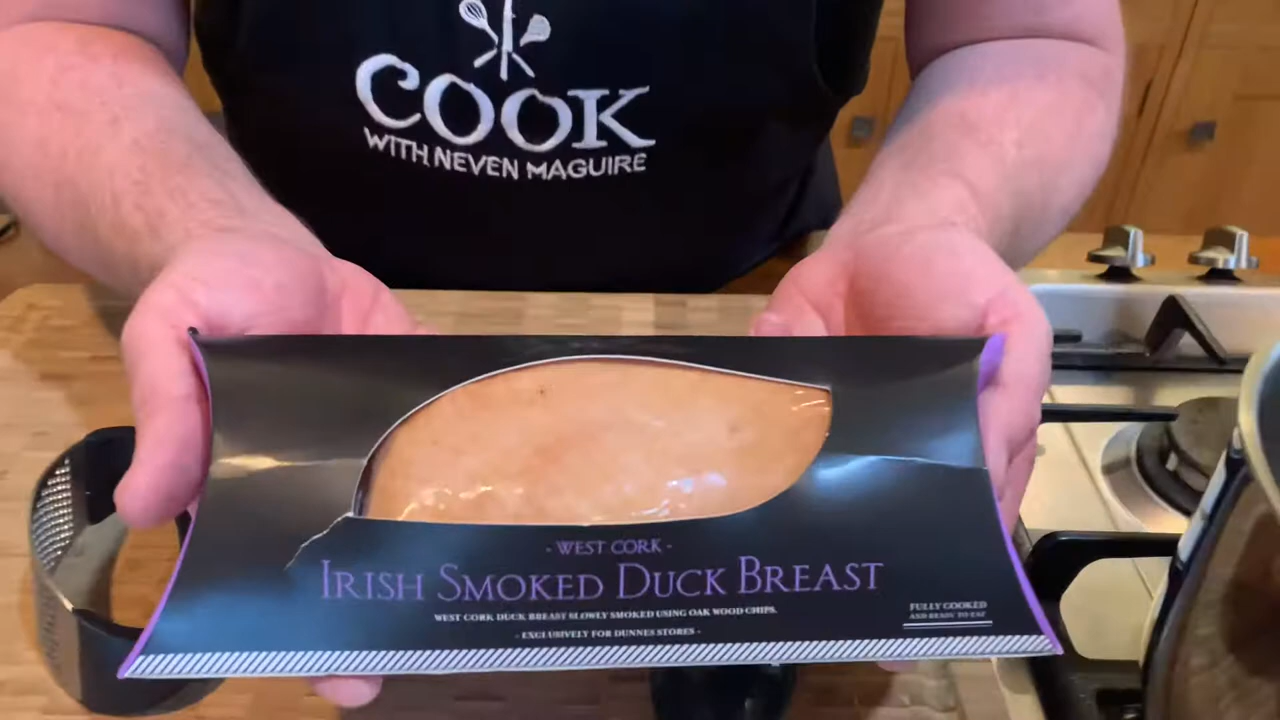 COOK
WITH NEVEN MAGUIRE
- WEST CORK -
IRISH SMOKED DUCK BREAST
WEST CORK DUCK BREAST SLOWLY SMOKED USING OAK WOOD CHIPS.
- EXCLUSIVELY FOR DUNNES STORES -
FULLY COOKED
AND READY TO EAT